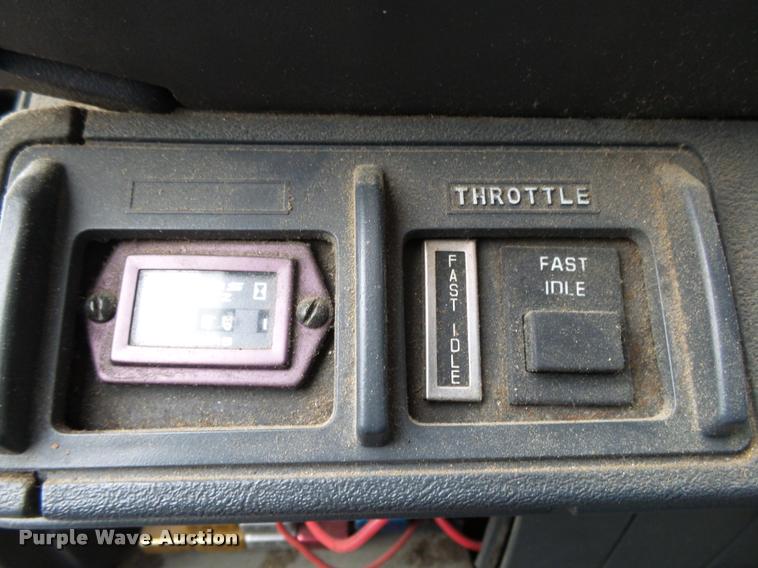 THROTTLE
FAST IDLE
FAST
IDLE
Purple Wave Auction